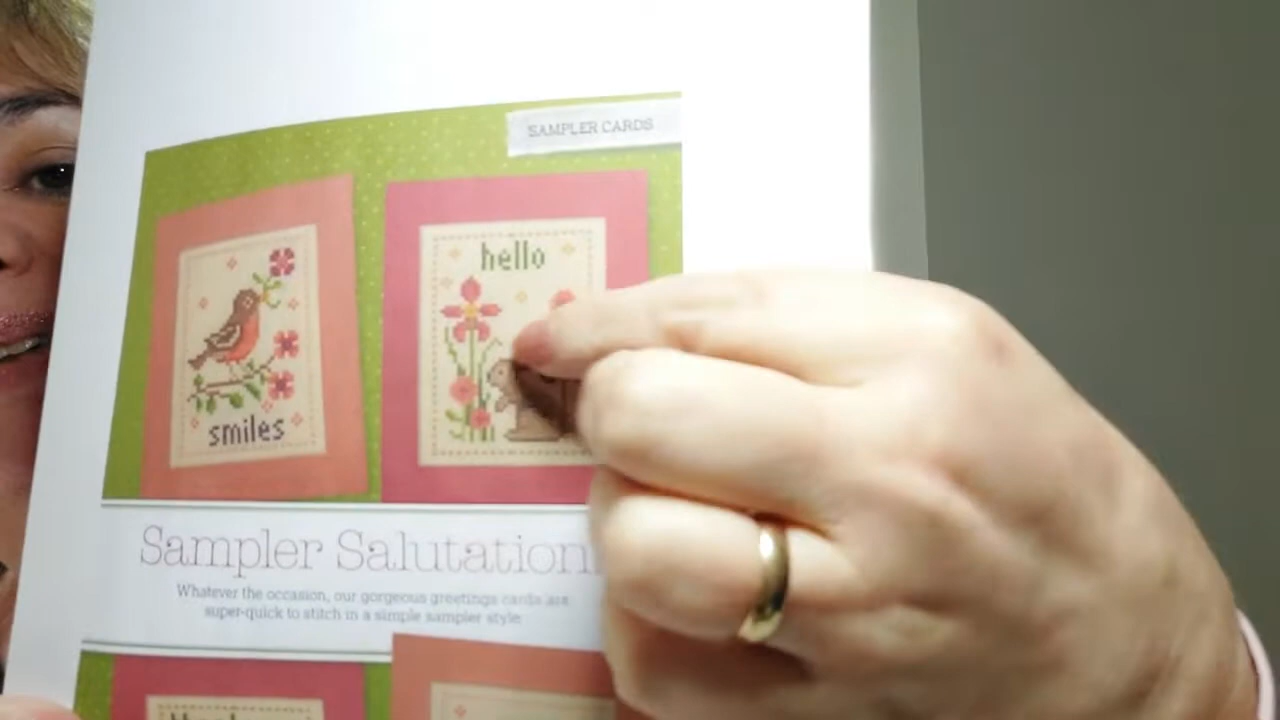 SAMPLER CARDS
hello
smiles
Sampler Salutation
Whatever the occasion, our gorgeous greetings cards are
super-quick to stitch in a simple sampler style